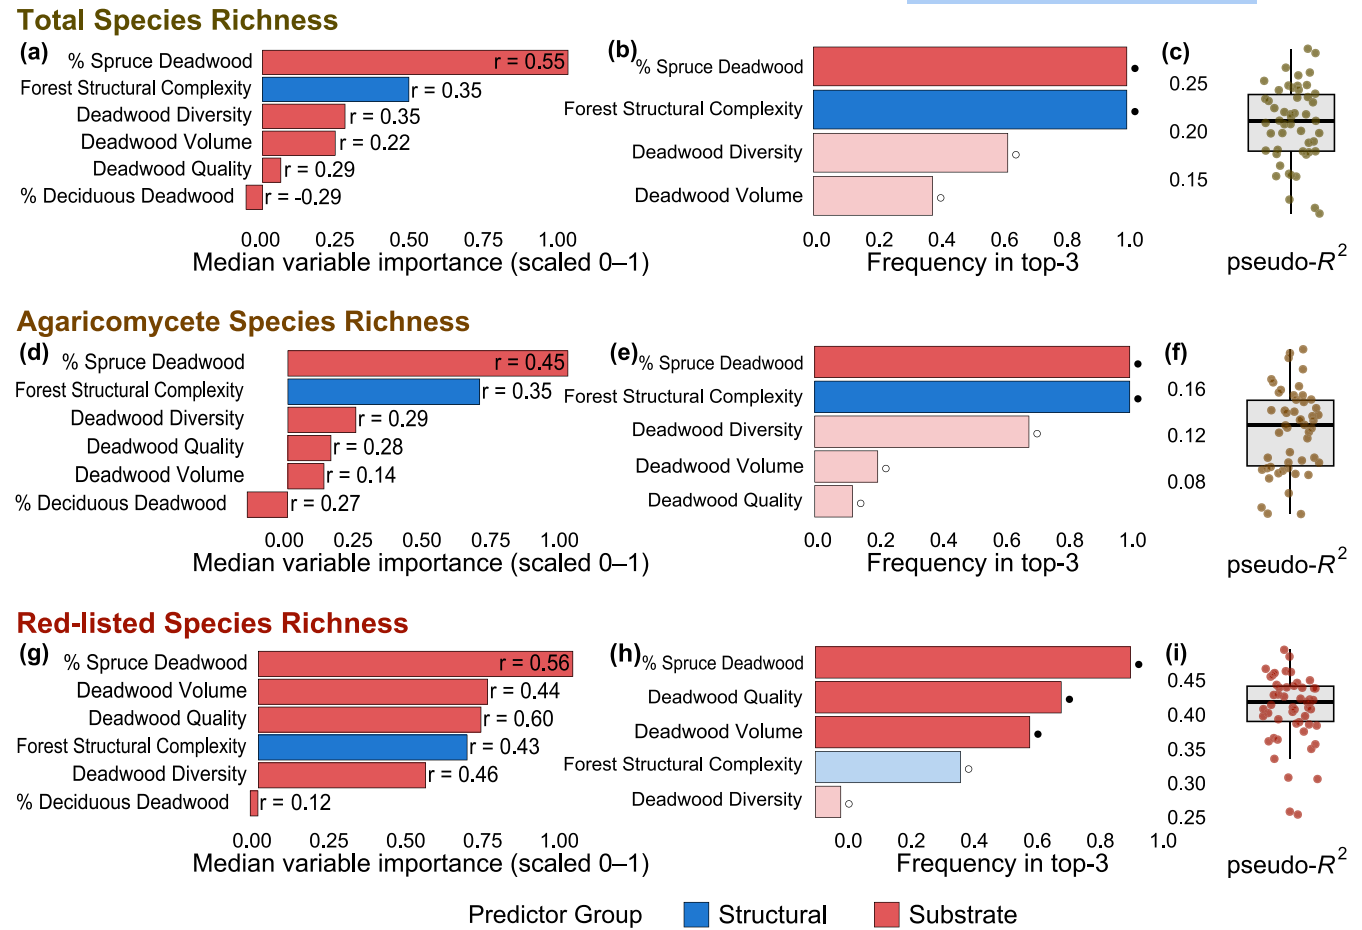 Total Species Richness
(a)
% Spruce Deadwood
r = 0.55
Forest Structural Complexity
r = 0.35
Deadwood Diversity
r = 0.35
Deadwood Volume
r = 0.22
Deadwood Quality
r = 0.29
% Deciduous Deadwood
r = -0.29
0.00 0.25 0.50 0.75 1.00
Median variable importance (scaled 0–1)
(b)
% Spruce Deadwood
Forest Structural Complexity
Deadwood Diversity
Deadwood Volume
0.0 0.2 0.4 0.6 0.8 1.0
Frequency in top-3
(c)
0.25
0.20
0.15
pseudo-R²
Agaricomycete Species Richness
(d)
% Spruce Deadwood
r = 0.45
Forest Structural Complexity
r = 0.35
Deadwood Diversity
r = 0.29
Deadwood Quality
r = 0.28
Deadwood Volume
r = 0.14
% Deciduous Deadwood
r = 0.27
0.00 0.25 0.50 0.75 1.00
Median variable importance (scaled 0–1)
(e)
% Spruce Deadwood
Forest Structural Complexity
Deadwood Diversity
Deadwood Volume
Deadwood Quality
0.0 0.2 0.4 0.6 0.8 1.0
Frequency in top-3
(f)
0.16
0.12
0.08
pseudo-R²
Red-listed Species Richness
(g)
% Spruce Deadwood
r = 0.56
Deadwood Volume
r = 0.44
Deadwood Quality
r = 0.60
Forest Structural Complexity
r = 0.43
Deadwood Diversity
r = 0.46
% Deciduous Deadwood
r = 0.12
0.00 0.25 0.50 0.75 1.00
Median variable importance (scaled 0–1)
(h)
% Spruce Deadwood
Deadwood Quality
Deadwood Volume
Forest Structural Complexity
Deadwood Diversity
0.0 0.2 0.4 0.6 0.8 1.0
Frequency in top-3
(i)
0.45
0.40
0.35
0.30
0.25
pseudo-R²
Predictor Group Structural Substrate